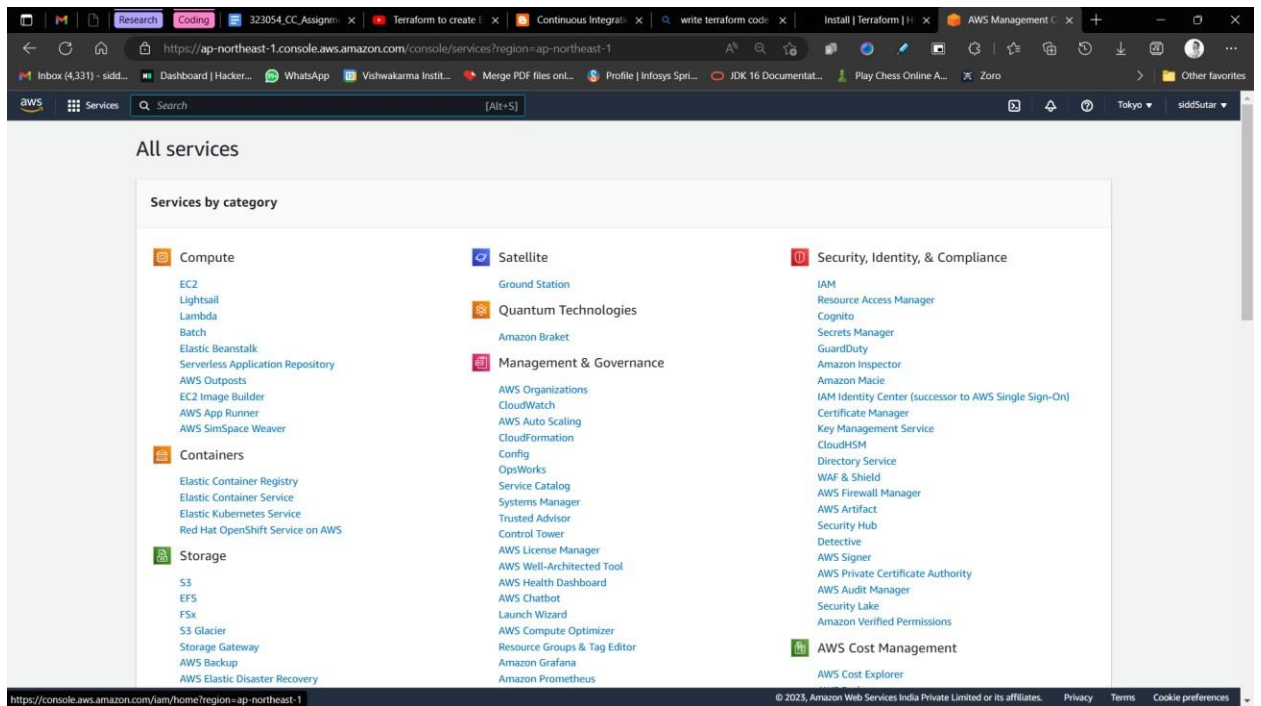 Research
Coding
323054_CC_Assignm
Terraform to create E
Continuous Integrati
write terraform code
Install | Terraform | H
AWS Management C
https://ap-northeast-1.console.aws.amazon.com/console/services?region=ap-northeast-1
Inbox (4,331) - sidd...
Dashboard | Hacker...
WhatsApp
Vishwakarma Instit...
Merge PDF files onl...
Profile | Infosys Spri...
JDK 16 Documentat...
Play Chess Online A...
Zoro
Other favorites
aws
Services
Search
[Alt+S]
Tokyo
siddSutar
All services
Services by category
Compute
EC2
Lightsail
Lambda
Batch
Elastic Beanstalk
Serverless Application Repository
AWS Outposts
EC2 Image Builder
AWS App Runner
AWS SimSpace Weaver
Containers
Elastic Container Registry
Elastic Container Service
Elastic Kubernetes Service
Red Hat OpenShift Service on AWS
Storage
S3
EFS
FSx
S3 Glacier
Storage Gateway
AWS Backup
AWS Elastic Disaster Recovery
Satellite
Ground Station
Quantum Technologies
Amazon Braket
Management & Governance
AWS Organizations
CloudWatch
AWS Auto Scaling
CloudFormation
Config
OpsWorks
Service Catalog
Systems Manager
Trusted Advisor
Control Tower
AWS License Manager
AWS Well-Architected Tool
AWS Health Dashboard
AWS Chatbot
Launch Wizard
AWS Compute Optimizer
Resource Groups & Tag Editor
Amazon Grafana
Amazon Prometheus
Security, Identity, & Compliance
IAM
Resource Access Manager
Cognito
Secrets Manager
GuardDuty
Amazon Inspector
Amazon Macie
IAM Identity Center (successor to AWS Single Sign-On)
Certificate Manager
Key Management Service
CloudHSM
Directory Service
WAF & Shield
AWS Firewall Manager
AWS Artifact
Security Hub
Detective
AWS Signer
AWS Private Certificate Authority
AWS Audit Manager
Security Lake
Amazon Verified Permissions
AWS Cost Management
AWS Cost Explorer
https://console.aws.amazon.com/iam/home?region=ap-northeast-1
© 2023, Amazon Web Services India Private Limited or its affiliates.
Privacy
Terms
Cookie preferences